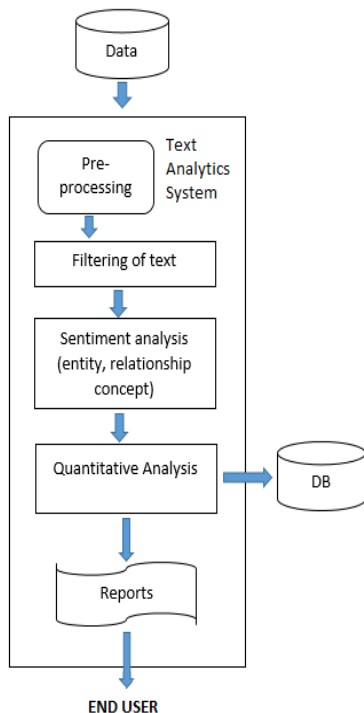 Data
Text
Analytics
System
Pre-
processing
Filtering of text
Sentiment analysis
(entity, relationship
concept)
Quantitative Analysis
DB
Reports
END USER